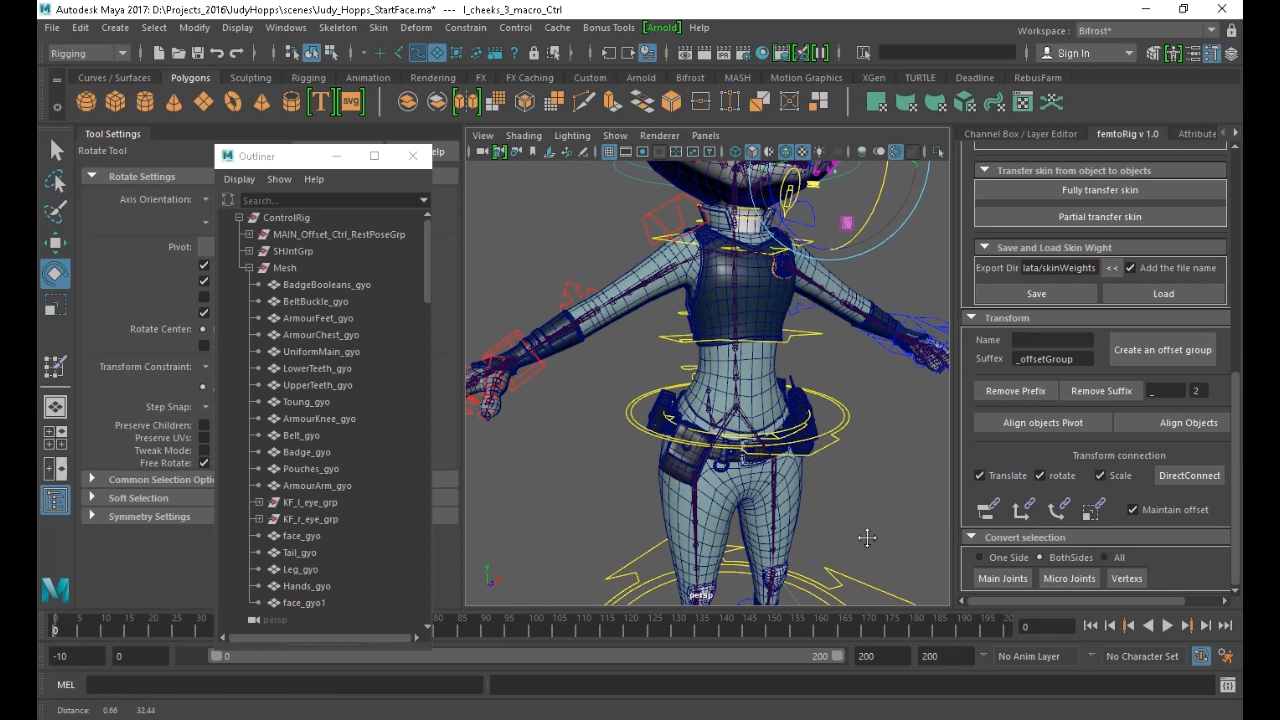 Autodesk Maya 2017: D:\Projects_2016\JudyHopps\scenes\Judy_Hopps_StartFace.ma* --- l_cheeks_3_macro_Ctrl
File Edit Create Select Modify Display Windows Skeleton Skin Deform Constrain Control Cache Bonus Tools [Arnold] Help
Workspace : Bifrost*
Rigging
Sign In
Curves / Surfaces Polygons Sculpting Rigging Animation Rendering FX FX Caching Custom Arnold Bifrost MASH Motion Graphics XGen TURTLE Deadline RebusFarm
T svg
Tool Settings
Rotate Tool
elp
Rotate Settings
Axis Orientation:
Pivot:
Rotate Center:
Transform Constraint:
Step Snap:
Preserve Children:
Preserve UVs:
Tweak Mode:
Free Rotate:
Common Selection Optio
Soft Selection
Symmetry Settings
Outliner
Display Show Help
Search...
ControlRig
MAIN_Offset_Ctrl_RestPoseGrp
SHJntGrp
Mesh
BadgeBooleans_gyo
BeltBuckle_gyo
ArmourFeet_gyo
ArmourChest_gyo
UniformMain_gyo
LowerTeeth_gyo
UpperTeeth_gyo
Toung_gyo
ArmourKnee_gyo
Belt_gyo
Badge_gyo
Pouches_gyo
ArmourArm_gyo
KF_l_eye_grp
KF_r_eye_grp
face_gyo
Tail_gyo
Leg_gyo
Hands_gyo
face_gyo1
persp
View Shading Lighting Show Renderer Panels
persp
Channel Box / Layer Editor femtoRig v 1.0 Attribute
Transfer skin from object to objects
Fully transfer skin
Partial transfer skin
Save and Load Skin Wight
Export Dir lata/skinWeights << Add the file name
Save Load
Transform
Name
Suffex _offsetGroup
Create an offset group
Remove Prefix Remove Suffix _ 2
Align objects Pivot Align Objects
Transform connection
Translate rotate Scale DirectConnect
Maintain offset
Convert selection
One Side BothSides All
Main Joints Micro Joints Vertexs
0
-10 0 0 200 200 200 No Anim Layer No Character Set
MEL
Distance: 0.66 32.44